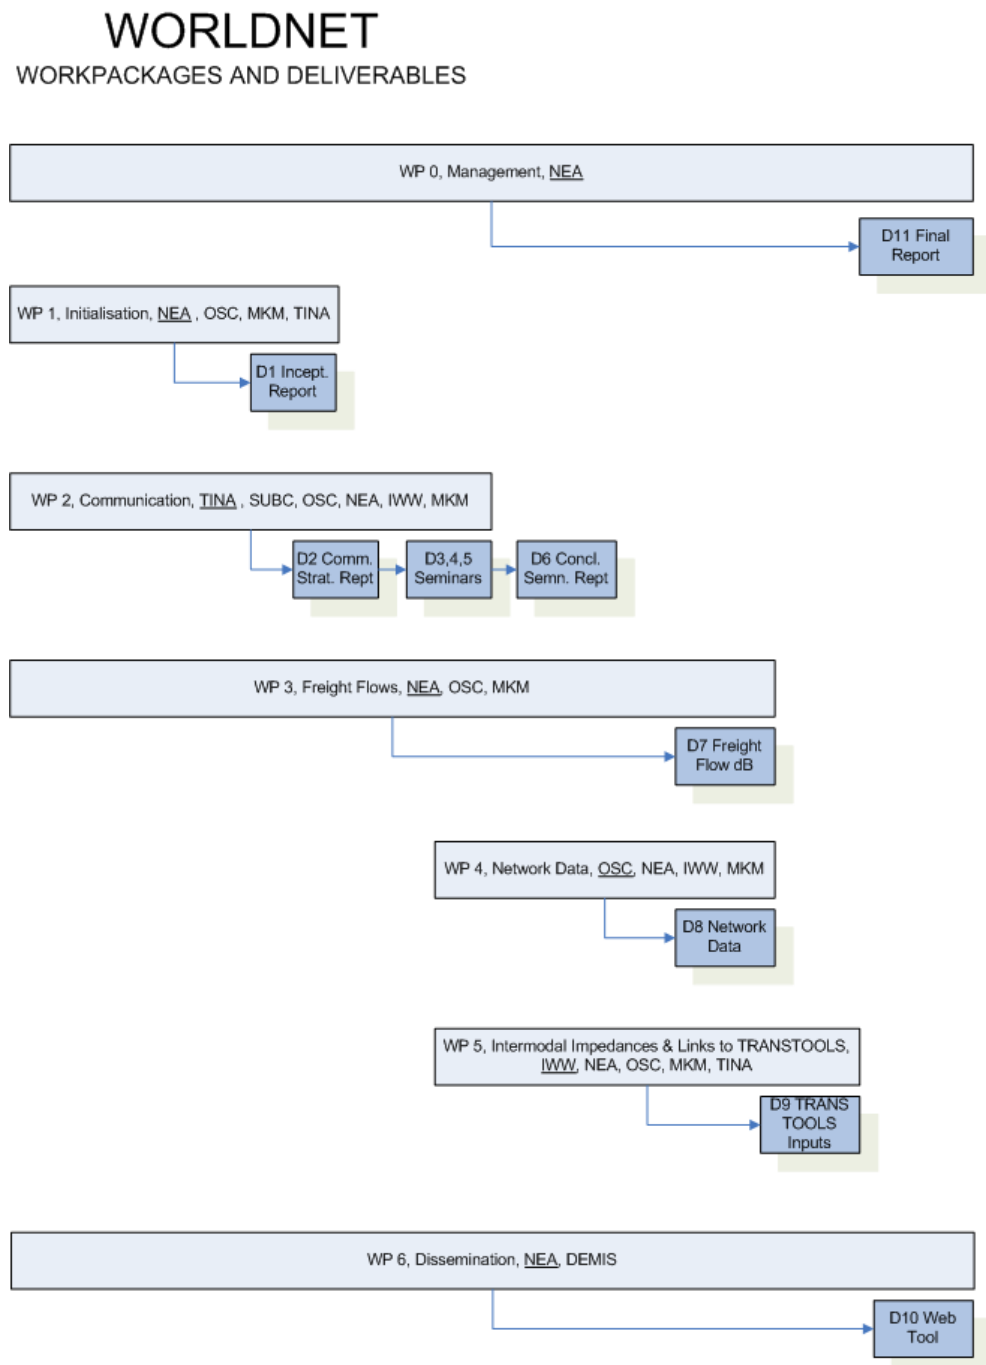 WORLDNET
WORKPACKAGES AND DELIVERABLES
WP 0, Management, NEA
D11 Final
Report
WP 1, Initialisation, NEA , OSC, MKM, TINA
D1 Incept.
Report
WP 2, Communication, TINA , SUBC, OSC, NEA, IWW, MKM
D2 Comm.
Strat. Rept
D3,4,5
Seminars
D6 Concl.
Semn. Rept
WP 3, Freight Flows, NEA, OSC, MKM
D7 Freight
Flow dB
WP 4, Network Data, OSC, NEA, IWW, MKM
D8 Network
Data
WP 5, Intermodal Impedances & Links to TRANSTOOLS,
IWW, NEA, OSC, MKM, TINA
D9 TRANS
TOOLS
Inputs
WP 6, Dissemination, NEA, DEMIS
D10 Web
Tool